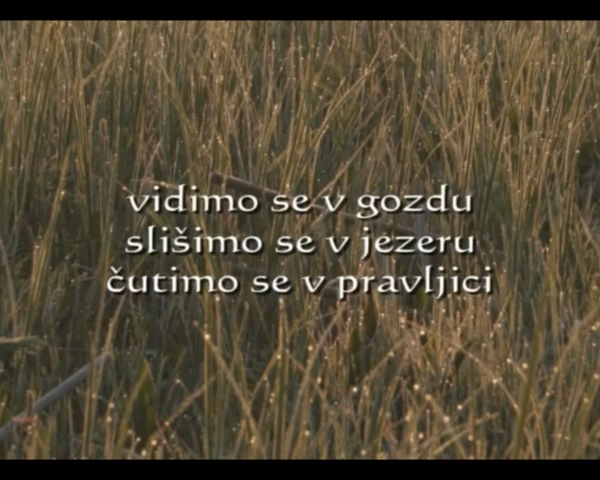 vidimo se v gozdu
slišimo se v jezeru
čutimo se v pravljici